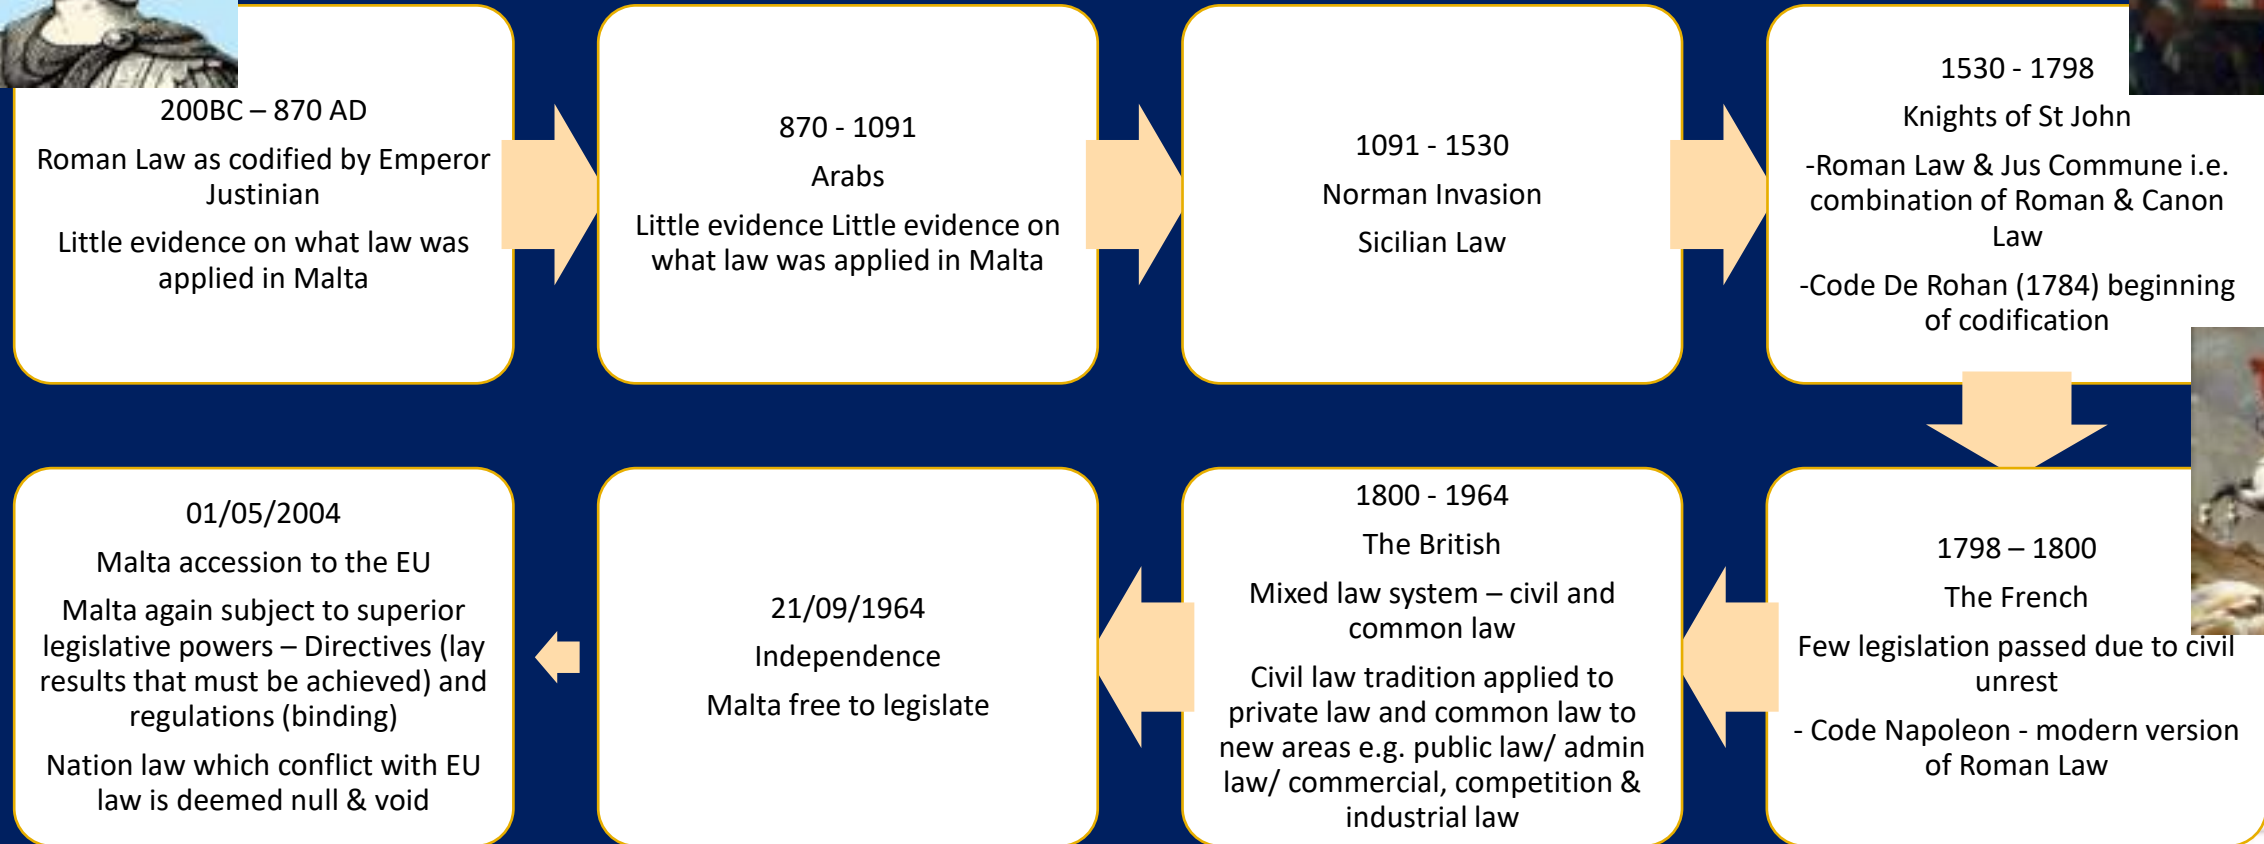 200BC – 870 AD
Roman Law as codified by Emperor
Justinian
Little evidence on what law was
applied in Malta
870 - 1091
Arabs
Little evidence Little evidence on
what law was applied in Malta
1091 - 1530
Norman Invasion
Sicilian Law
1530 - 1798
Knights of St John
-Roman Law & Jus Commune i.e.
combination of Roman & Canon
Law
-Code De Rohan (1784) beginning
of codification
1798 – 1800
The French
Few legislation passed due to civil
unrest
- Code Napoleon - modern version
of Roman Law
1800 - 1964
The British
Mixed law system – civil and
common law
Civil law tradition applied to
private law and common law to
new areas e.g. public law/ admin
law/ commercial, competition &
industrial law
21/09/1964
Independence
Malta free to legislate
01/05/2004
Malta accession to the EU
Malta again subject to superior
legislative powers – Directives (lay
results that must be achieved) and
regulations (binding)
Nation law which conflict with EU
law is deemed null & void